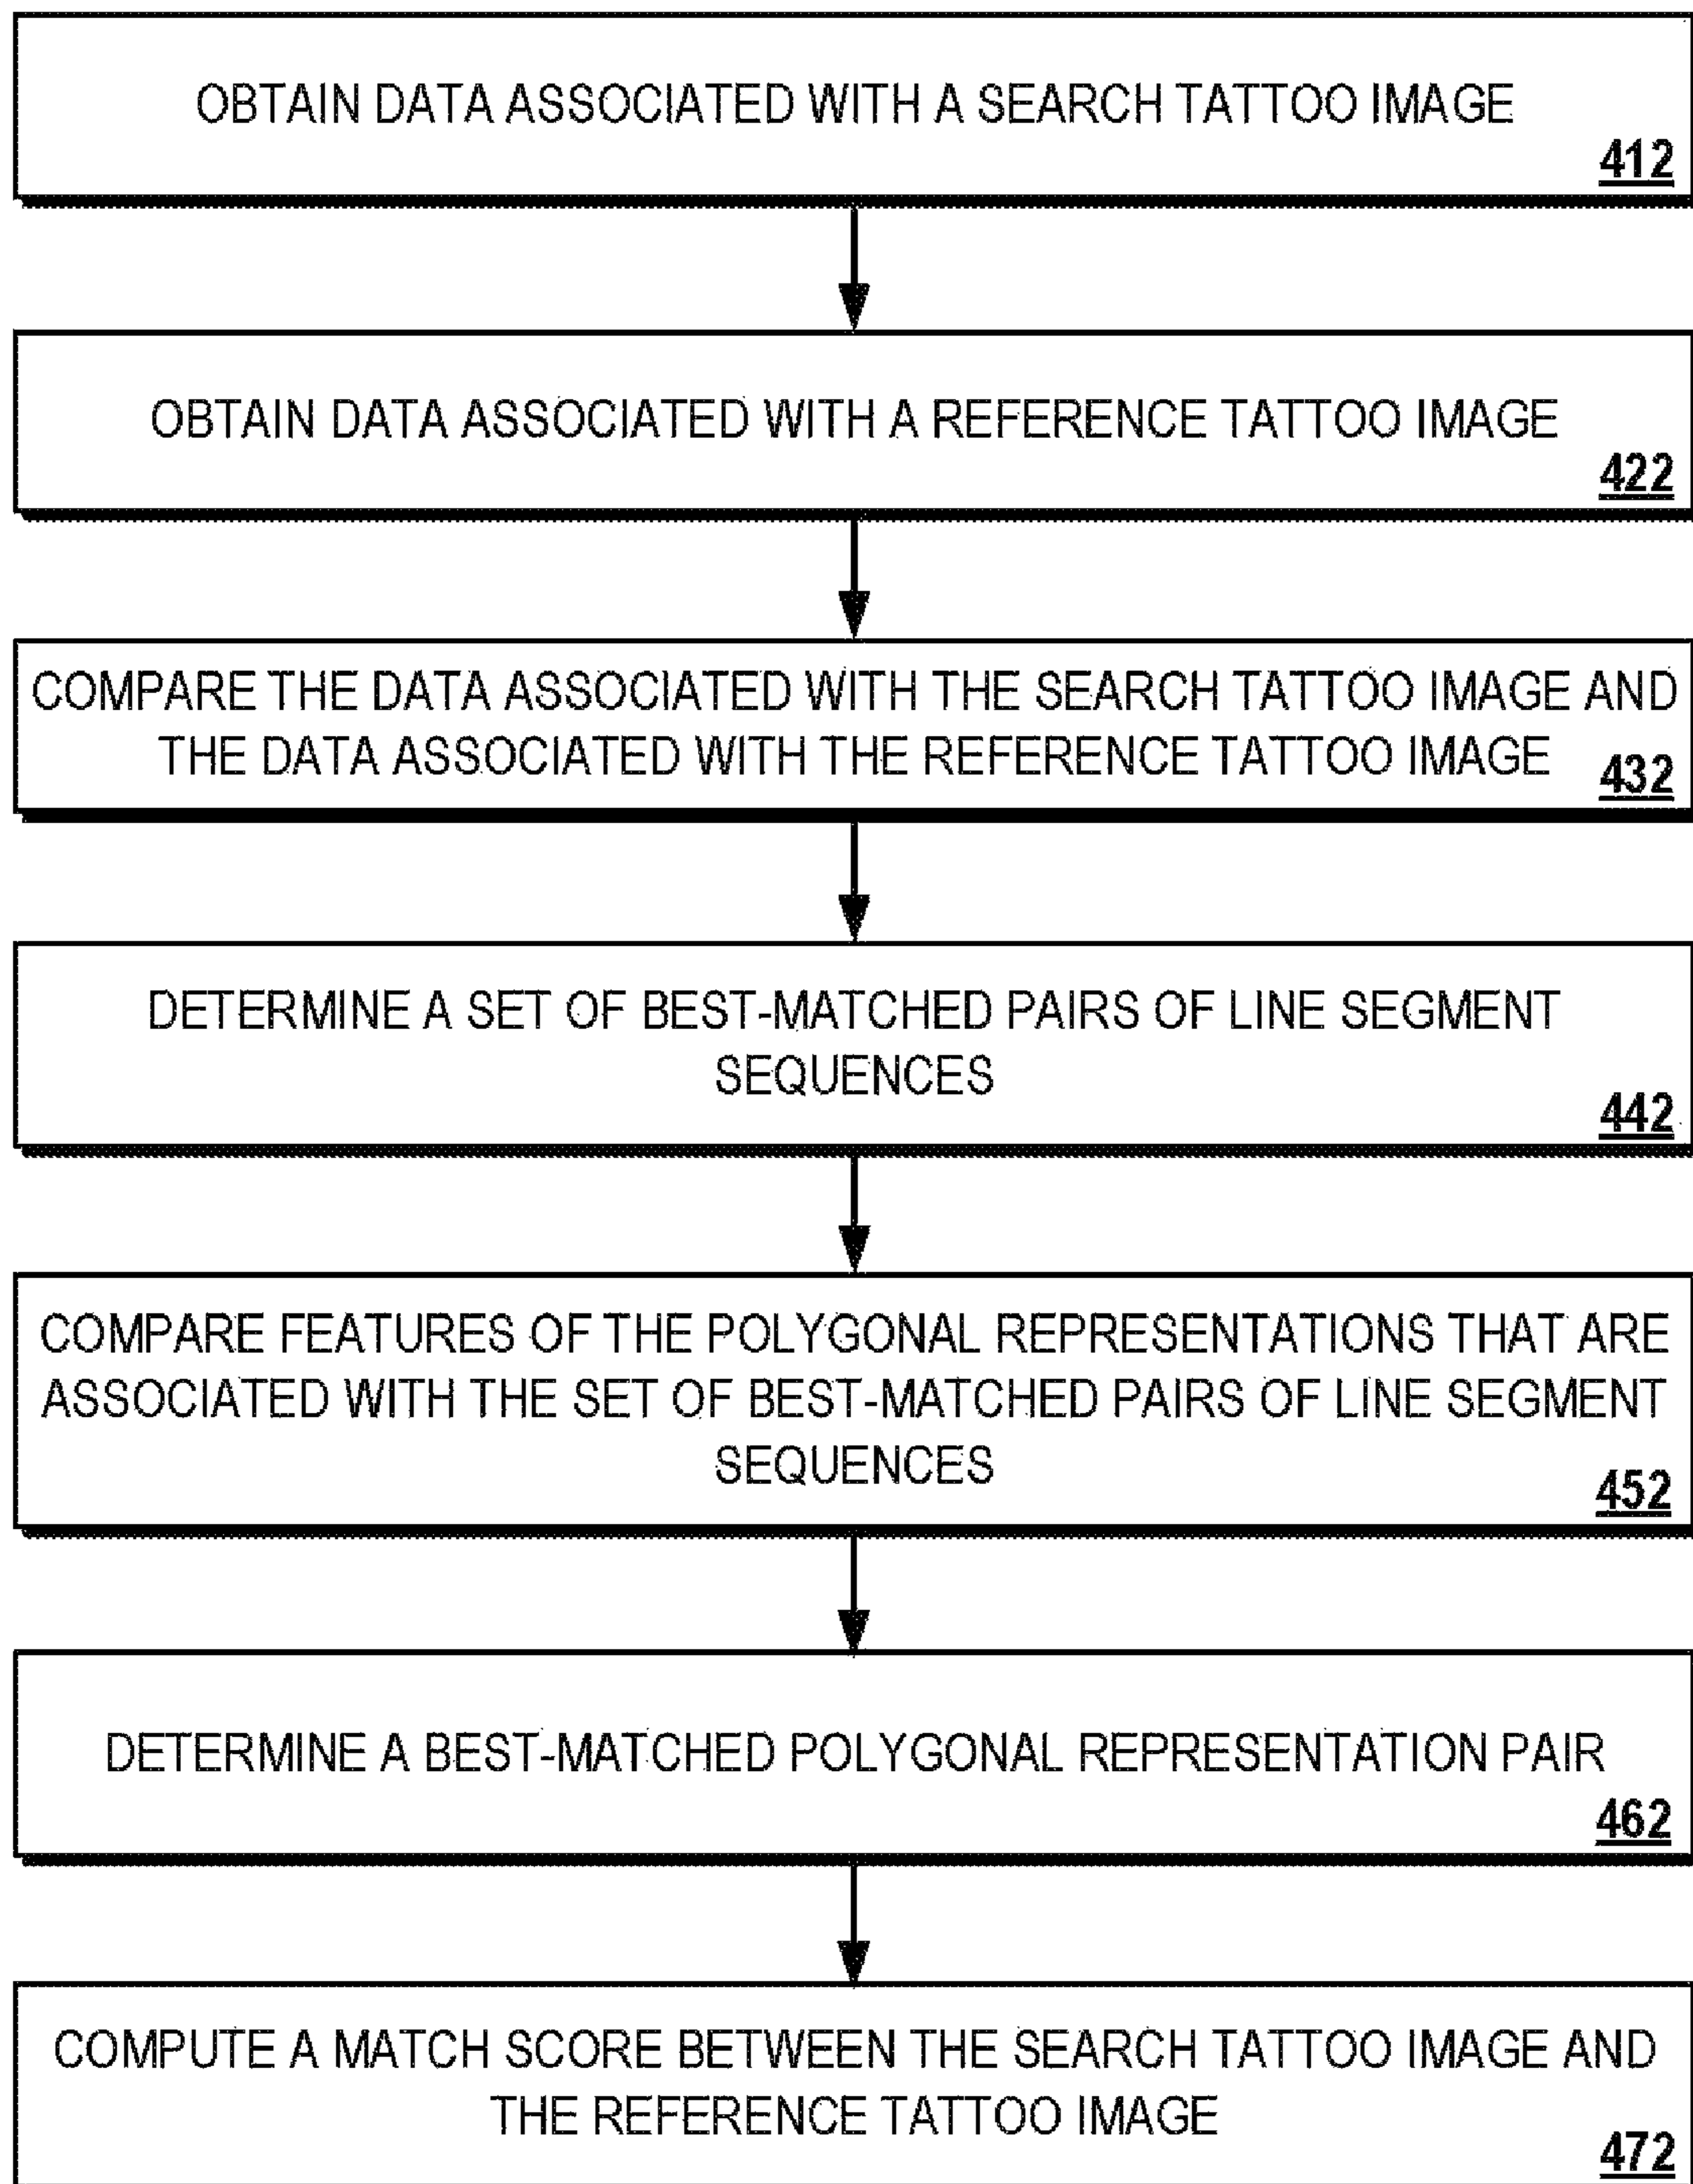 OBTAIN DATA ASSOCIATED WITH A SEARCH TATTOO IMAGE
412
OBTAIN DATA ASSOCIATED WITH A REFERENCE TATTOO IMAGE
422
COMPARE THE DATA ASSOCIATED WITH THE SEARCH TATTOO IMAGE AND
THE DATA ASSOCIATED WITH THE REFERENCE TATTOO IMAGE
432
DETERMINE A SET OF BEST-MATCHED PAIRS OF LINE SEGMENT
SEQUENCES
442
COMPARE FEATURES OF THE POLYGONAL REPRESENTATIONS THAT ARE
ASSOCIATED WITH THE SET OF BEST-MATCHED PAIRS OF LINE SEGMENT
SEQUENCES
452
DETERMINE A BEST-MATCHED POLYGONAL REPRESENTATION PAIR
462
COMPUTE A MATCH SCORE BETWEEN THE SEARCH TATTOO IMAGE AND
THE REFERENCE TATTOO IMAGE
472